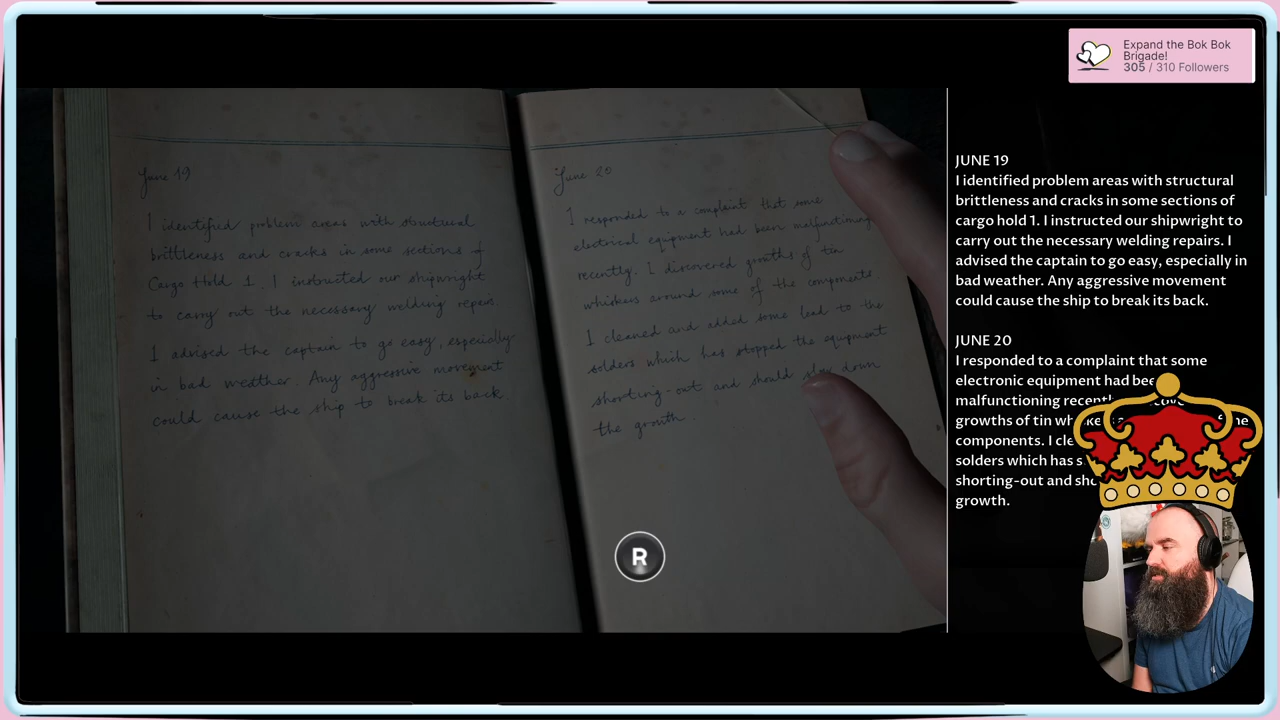 Expand the Bok Bok
Brigade!
305 / 310 Followers
June 19
I identified problem areas with structural
brittleness and cracks in some sections of
Cargo Hold 1. I instructed our shipwright
to carry out the necessary welding repairs.
I advised the captain to go easy, especially
in bad weather. Any aggressive movement
could cause the ship to break its back.
June 20
I responded to a complaint that some
electrical equipment had been malfunctioning
recently. I discovered growths of tin
whiskers around some of the components.
I cleaned and added some lead to the
solders which has stopped the equipment
shorting-out and should slow down
the growth.
R
JUNE 19
I identified problem areas with structural
brittleness and cracks in some sections of
cargo hold 1. I instructed our shipwright to
carry out the necessary welding repairs. I
advised the captain to go easy, especially in
bad weather. Any aggressive movement
could cause the ship to break its back.
JUNE 20
I responded to a complaint that some
electronic equipment had
malfunctioning
growths of tin
components. I
solders which has
shorting-out and
growth.